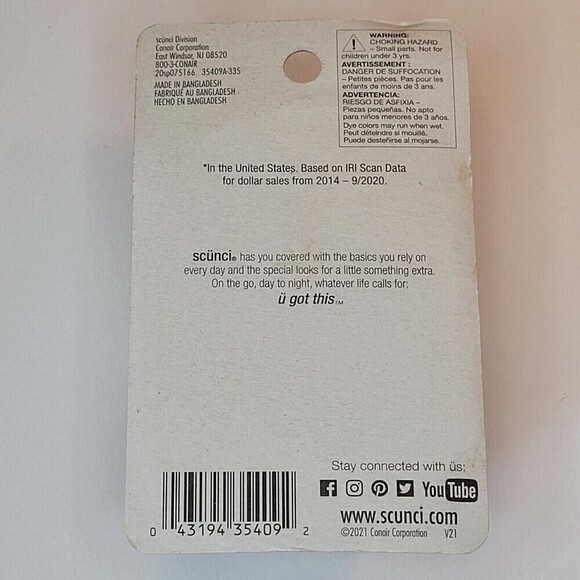 scünci Division
Conair Corporation
East Windsor, NJ 08520
800-3-CONAIR
20sp075166 35409A-335
MADE IN BANGLADESH
FABRIQUÉ AU BANGLADESH
HECHO EN BANGLADESH
WARNING:
CHOKING HAZARD
– Small parts. Not for
children under 3 yrs.
AVERTISSEMENT :
DANGER DE SUFFOCATION
– Petites pièces. Pas pour les
enfants de moins de 3 ans.
ADVERTENCIA:
RIESGO DE ASFIXIA –
Piezas pequeñas. No apto
para niños menores de 3 años.
Dye colors may run when wet.
Peut déteindre si mouillé.
Puede desteñirse al mojarse.
*In the United States. Based on IRI Scan Data
for dollar sales from 2014 – 9/2020.
scünci® has you covered with the basics you rely on
every day and the special looks for a little something extra.
On the go, day to night, whatever life calls for:
ü got this™
Stay connected with üs:
YouTube
www.scunci.com
©2021 Conair Corporation V21
0 43194 35409 2